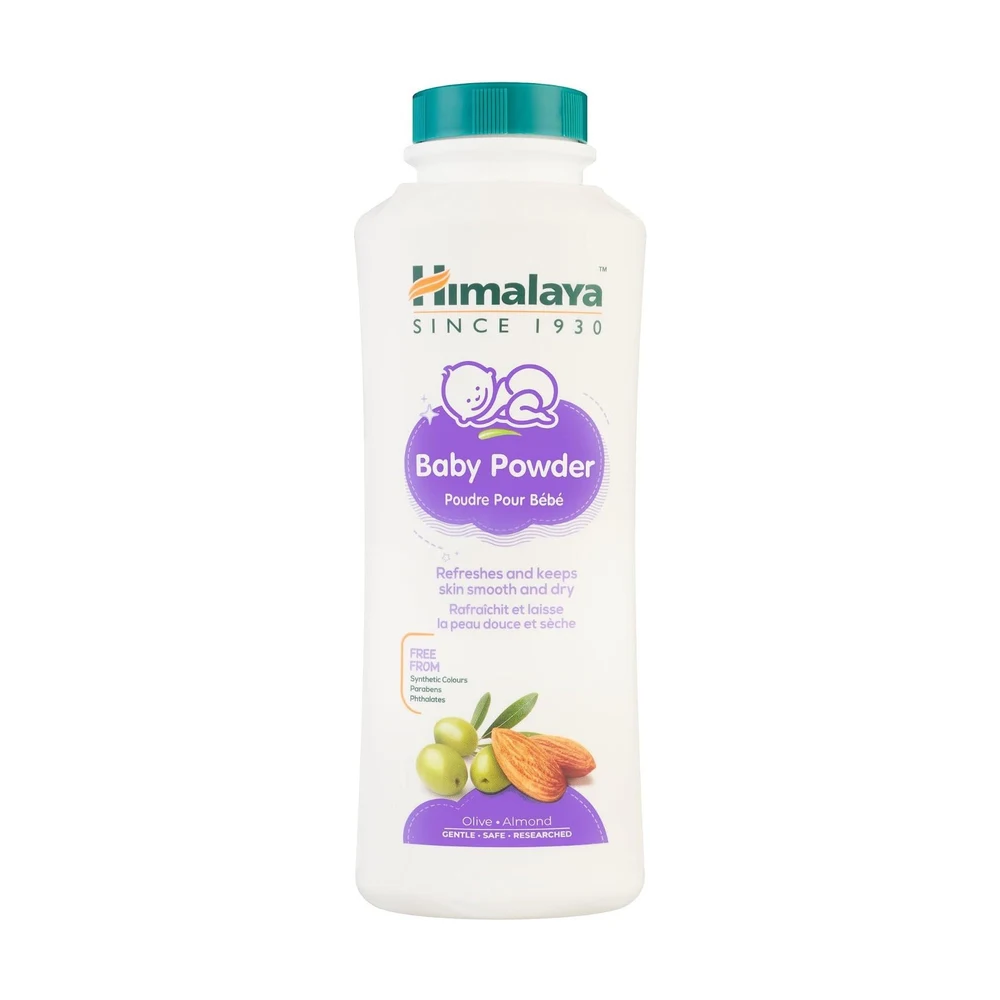 Himalaya™
SINCE 1930
Baby Powder
Poudre Pour Bébé
Refreshes and keeps
skin smooth and dry
Rafraîchit et laisse
la peau douce et sèche
FREE
FROM
Synthetic Colours
Parabens
Phthalates
Olive • Almond
GENTLE • SAFE • RESEARCHED